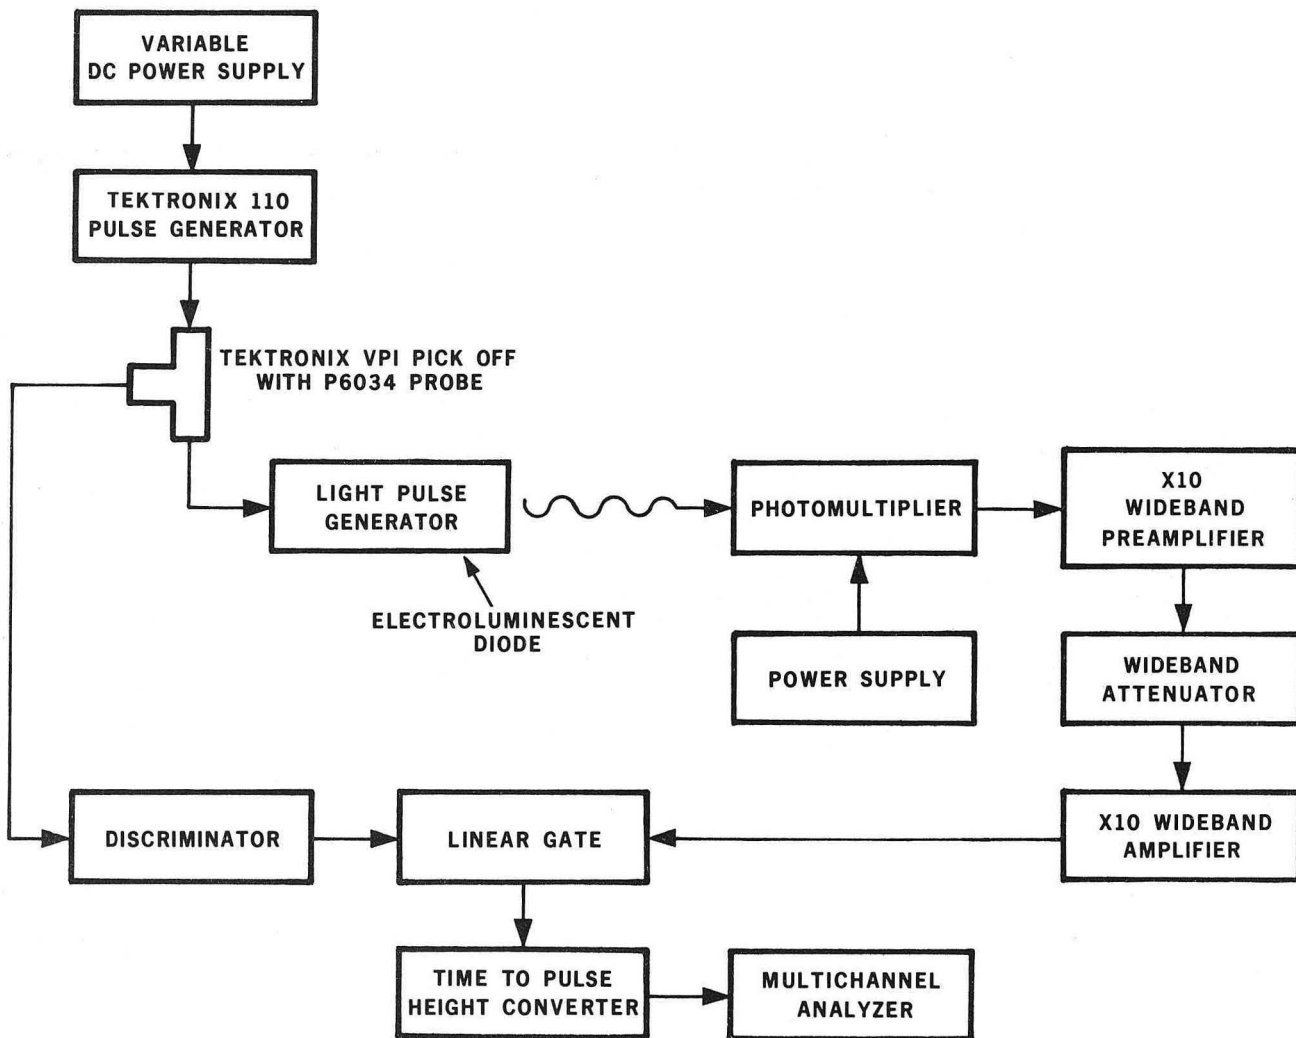 VARIABLE
DC POWER SUPPLY
TEKTRONIX 110
PULSE GENERATOR
TEKTRONIX VPI PICK OFF
WITH P6034 PROBE
LIGHT PULSE
GENERATOR
ELECTROLUMINESCENT
DIODE
PHOTOMULTIPLIER
POWER SUPPLY
X10
WIDEBAND
PREAMPLIFIER
WIDEBAND
ATTENUATOR
X10 WIDEBAND
AMPLIFIER
DISCRIMINATOR
LINEAR GATE
TIME TO PULSE
HEIGHT CONVERTER
MULTICHANNEL
ANALYZER